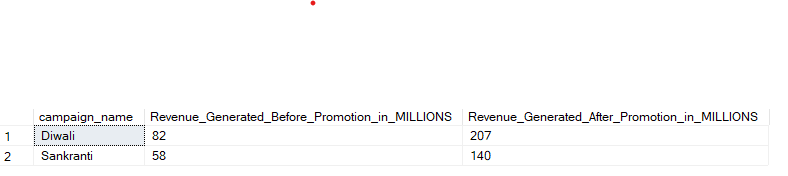 campaign_name Revenue_Generated_Before_Promotion_in_MILLIONS Revenue_Generated_After_Promotion_in_MILLIONS
1 Diwali 82 207
2 Sankranti 58 140